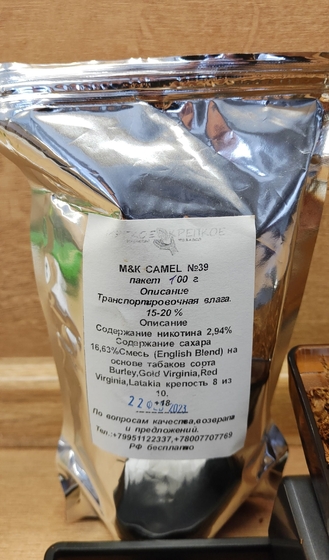 M&K CAMEL №39
пакет 100 г.
Описание
Транспортировочная влага.
15-20 %
Описание
Содержание никотина 2,94%
Содержание сахара
16,63%Смесь (English Blend) на
основе табаков сорта
Burley,Gold Virginia,Red
Virginia,Latakia крепость 8 из
10.
+18
По вопросам качества,возврата
и предложений.
Тел.:+79951122337,+78007707769
РФ бесплатно